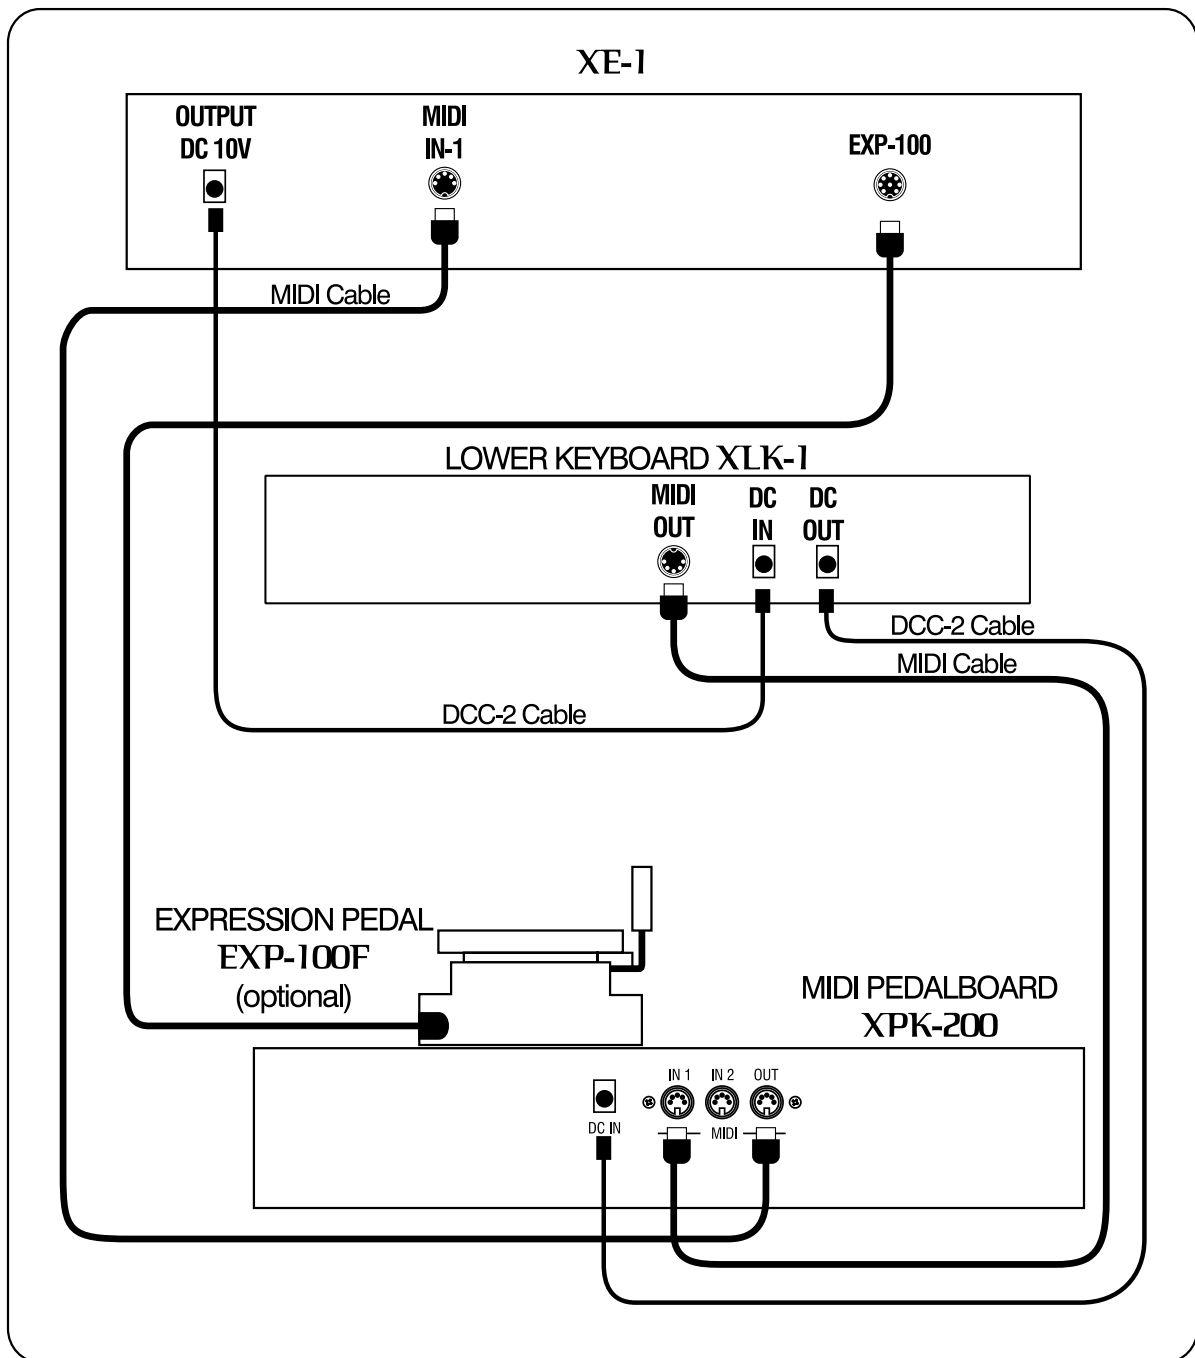 XE-1
OUTPUT
DC 10V
MIDI
IN-1
EXP-100
MIDI Cable
LOWER KEYBOARD XLK-1
MIDI
OUT
DC
IN
DC
OUT
DCC-2 Cable
MIDI Cable
DCC-2 Cable
EXPRESSION PEDAL
EXP-100F
(optional)
MIDI PEDALBOARD
XPK-200
IN 1
IN 2
OUT
DC IN
MIDI